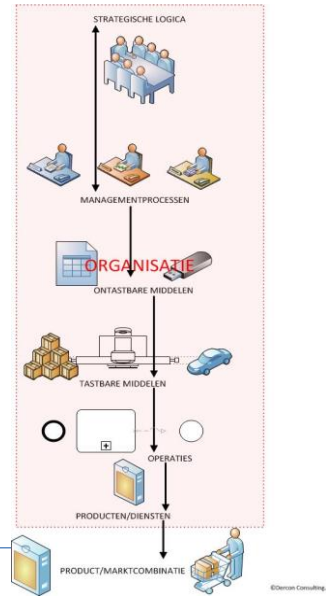 STRATEGISCHE LOGICA
MANAGEMENTPROCESSEN
ORGANISATIE
ONTASTBARE MIDDELEN
TASTBARE MIDDELEN
OPERATIES
PRODUCTEN/DIENSTEN
PRODUCT/MARKTCOMBINATIE
©Dercon Consulting.